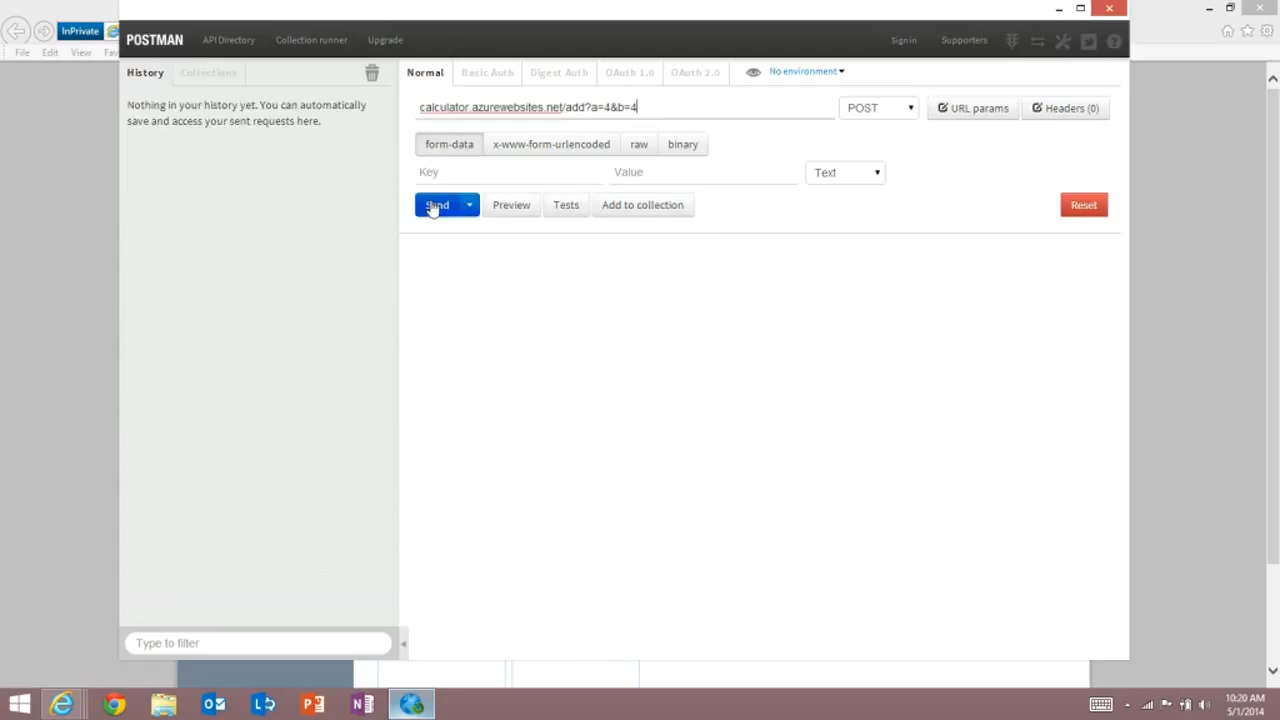 InPrivate
File Edit View Fav
POSTMAN API Directory Collection runner Upgrade Sign in Supporters
History Collections
Normal Basic Auth Digest Auth OAuth 1.0 OAuth 2.0 No environment
Nothing in your history yet. You can automatically
save and access your sent requests here.
calculator.azurewebsites.net/add?a=4&b=4 POST URL params Headers (0)
form-data x-www-form-urlencoded raw binary
Key Value Text
Send Preview Tests Add to collection Reset
Type to filter
10:20 AM
5/1/2014